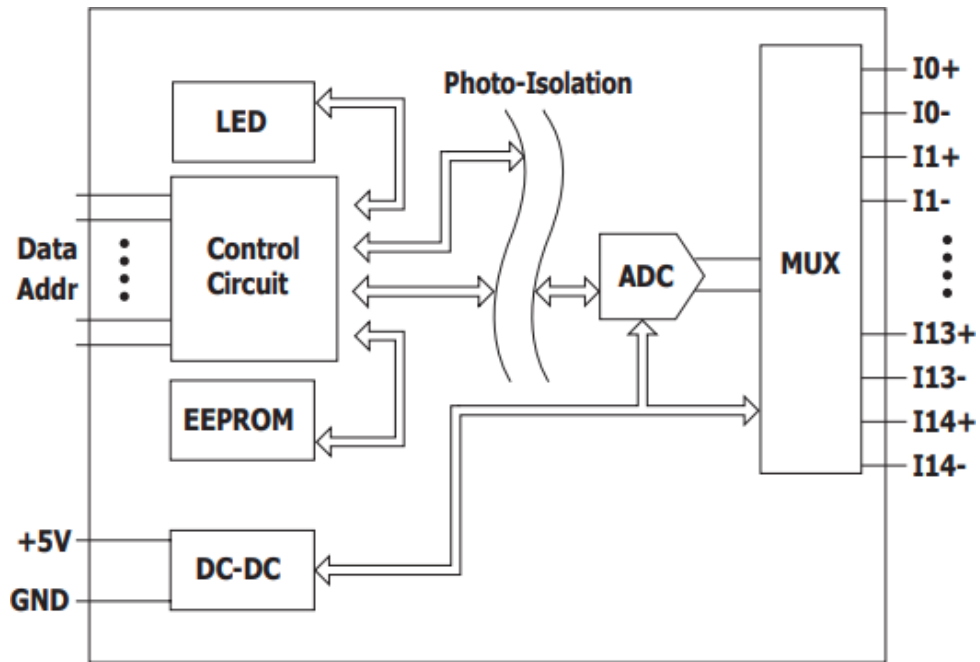 Photo-Isolation
LED
Data
Addr
Control
Circuit
EEPROM
+5V
GND
DC-DC
ADC
MUX
I0+
I0-
I1+
I1-
I13+
I13-
I14+
I14-